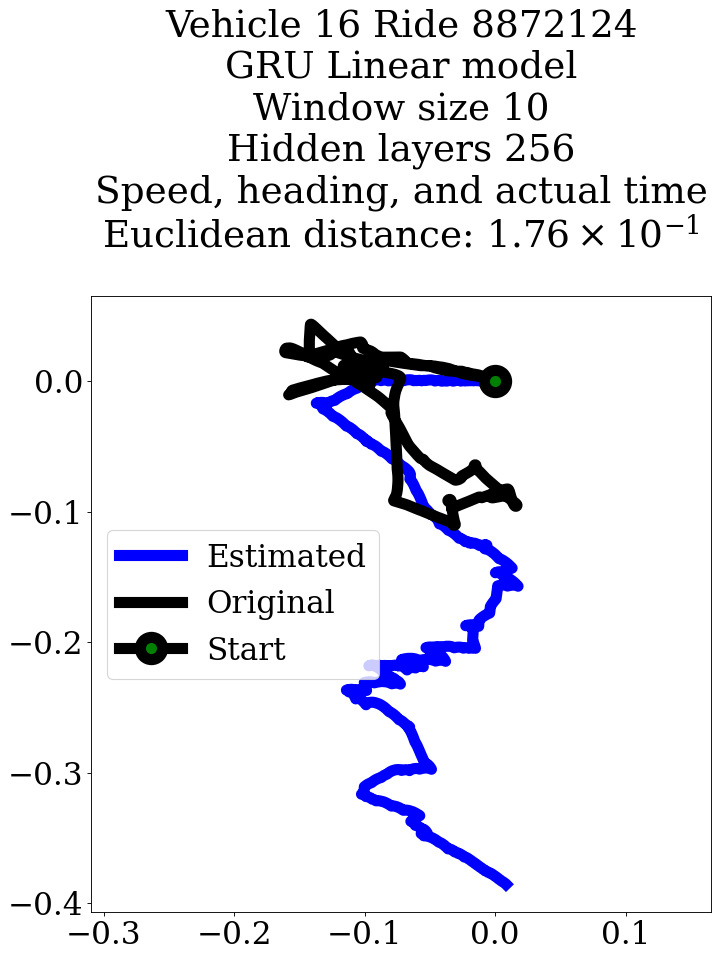 Vehicle 16 Ride 8872124
GRU Linear model
Window size 10
Hidden layers 256
Speed, heading, and actual time
Euclidean distance: 1.76 × 10⁻¹
0.0
−0.1
−0.2
−0.3
−0.4
Estimated
Original
Start
−0.3 −0.2 −0.1 0.0 0.1